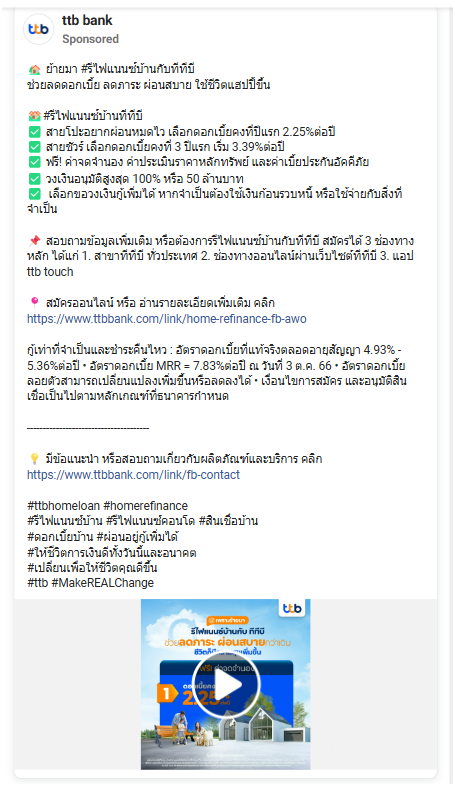 ttb bank
Sponsored
🏠 ย้ายมา #รีไฟแนนซ์บ้านกับทีทีบี
ช่วยลดดอกเบี้ย ลดภาระ ผ่อนสบาย ใช้ชีวิตแฮปปี้ขึ้น
🏘️ #รีไฟแนนซ์บ้านทีทีบี
✅ สายโปะอยากผ่อนหมดไว เลือกดอกเบี้ยคงที่ปีแรก 2.25%ต่อปี
✅ สายชัวร์ เลือกดอกเบี้ยคงที่ 3 ปีแรก เริ่ม 3.39%ต่อปี
✅ ฟรี! ค่าจดจำนอง ค่าประเมินราคาหลักทรัพย์ และค่าเบี้ยประกันอัคคีภัย
✅ วงเงินอนุมัติสูงสุด 100% หรือ 50 ล้านบาท
✅ เลือกขอวงเงินกู้เพิ่มได้ หากจำเป็นต้องใช้เงินก้อนรวบหนี้ หรือใช้จ่ายกับสิ่งที่
จำเป็น
📌 สอบถามข้อมูลเพิ่มเติม หรือต้องการรีไฟแนนซ์บ้านกับทีทีบี สมัครได้ 3 ช่องทาง
หลัก ได้แก่ 1. สาขาทีทีบี ทั่วประเทศ 2. ช่องทางออนไลน์ผ่านเว็บไซต์ทีทีบี 3. แอป
ttb touch
📍 สมัครออนไลน์ หรือ อ่านรายละเอียดเพิ่มเติม คลิก
https://www.ttbbank.com/link/home-refinance-fb-awo
กู้เท่าที่จำเป็นและชำระคืนไหว : อัตราดอกเบี้ยที่แท้จริงตลอดอายุสัญญา 4.93% -
5.36%ต่อปี • อัตราดอกเบี้ย MRR = 7.83%ต่อปี ณ วันที่ 3 ต.ค. 66 • อัตราดอกเบี้ย
ลอยตัวสามารถเปลี่ยนแปลงเพิ่มขึ้นหรือลดลงได้ • เงื่อนไขการสมัคร และอนุมัติสิน
เชื่อเป็นไปตามหลักเกณฑ์ที่ธนาคารกำหนด
--------------------------------------
💡 มีข้อแนะนำ หรือสอบถามเกี่ยวกับผลิตภัณฑ์และบริการ คลิก
https://www.ttbbank.com/link/fb-contact
#ttbhomeloan #homerefinance
#รีไฟแนนซ์บ้าน #รีไฟแนนซ์คอนโด #สินเชื่อบ้าน
#ดอกเบี้ยบ้าน #ผ่อนอยู่กู้เพิ่มได้
#ให้ชีวิตการเงินดีทั้งวันนี้และอนาคต
#เปลี่ยนเพื่อให้ชีวิตคุณดีขึ้น
#ttb #MakeREALChange
ttb
รีไฟแนนซ์บ้านกับ ทีทีบี
ช่วยลดภาระ ผ่อนสบายกว่าเดิม
ฟรี! ค่าจดจำนอง
1